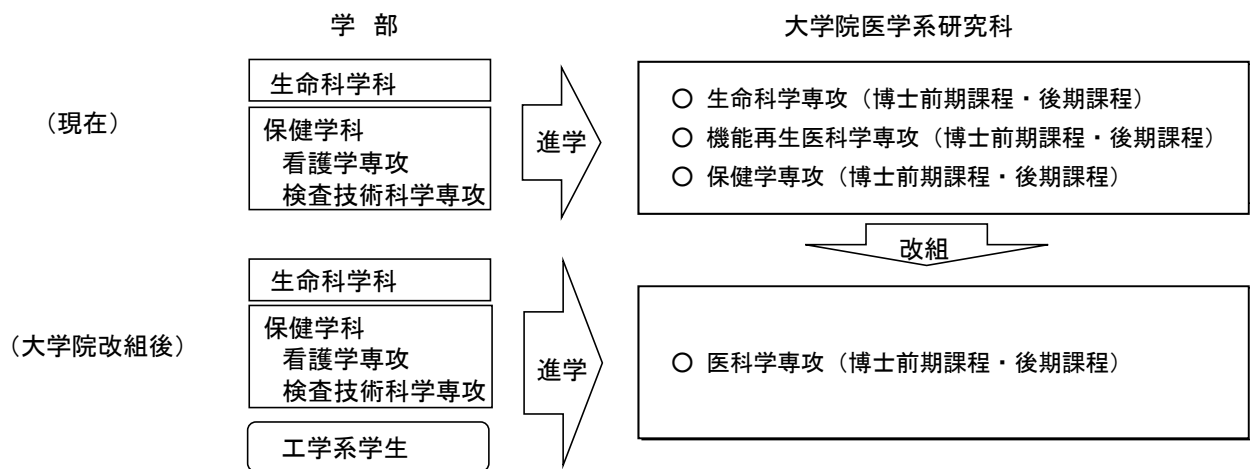 学 部
大学院医学系研究科
(現在)
生命科学科
保健学科
看護学専攻
検査技術科学専攻
進学
○ 生命科学専攻（博士前期課程・後期課程）
○ 機能再生医科学専攻（博士前期課程・後期課程）
○ 保健学専攻（博士前期課程・後期課程）
改組
（大学院改組後）
生命科学科
保健学科
看護学専攻
検査技術科学専攻
工学系学生
進学
○ 医科学専攻（博士前期課程・後期課程）